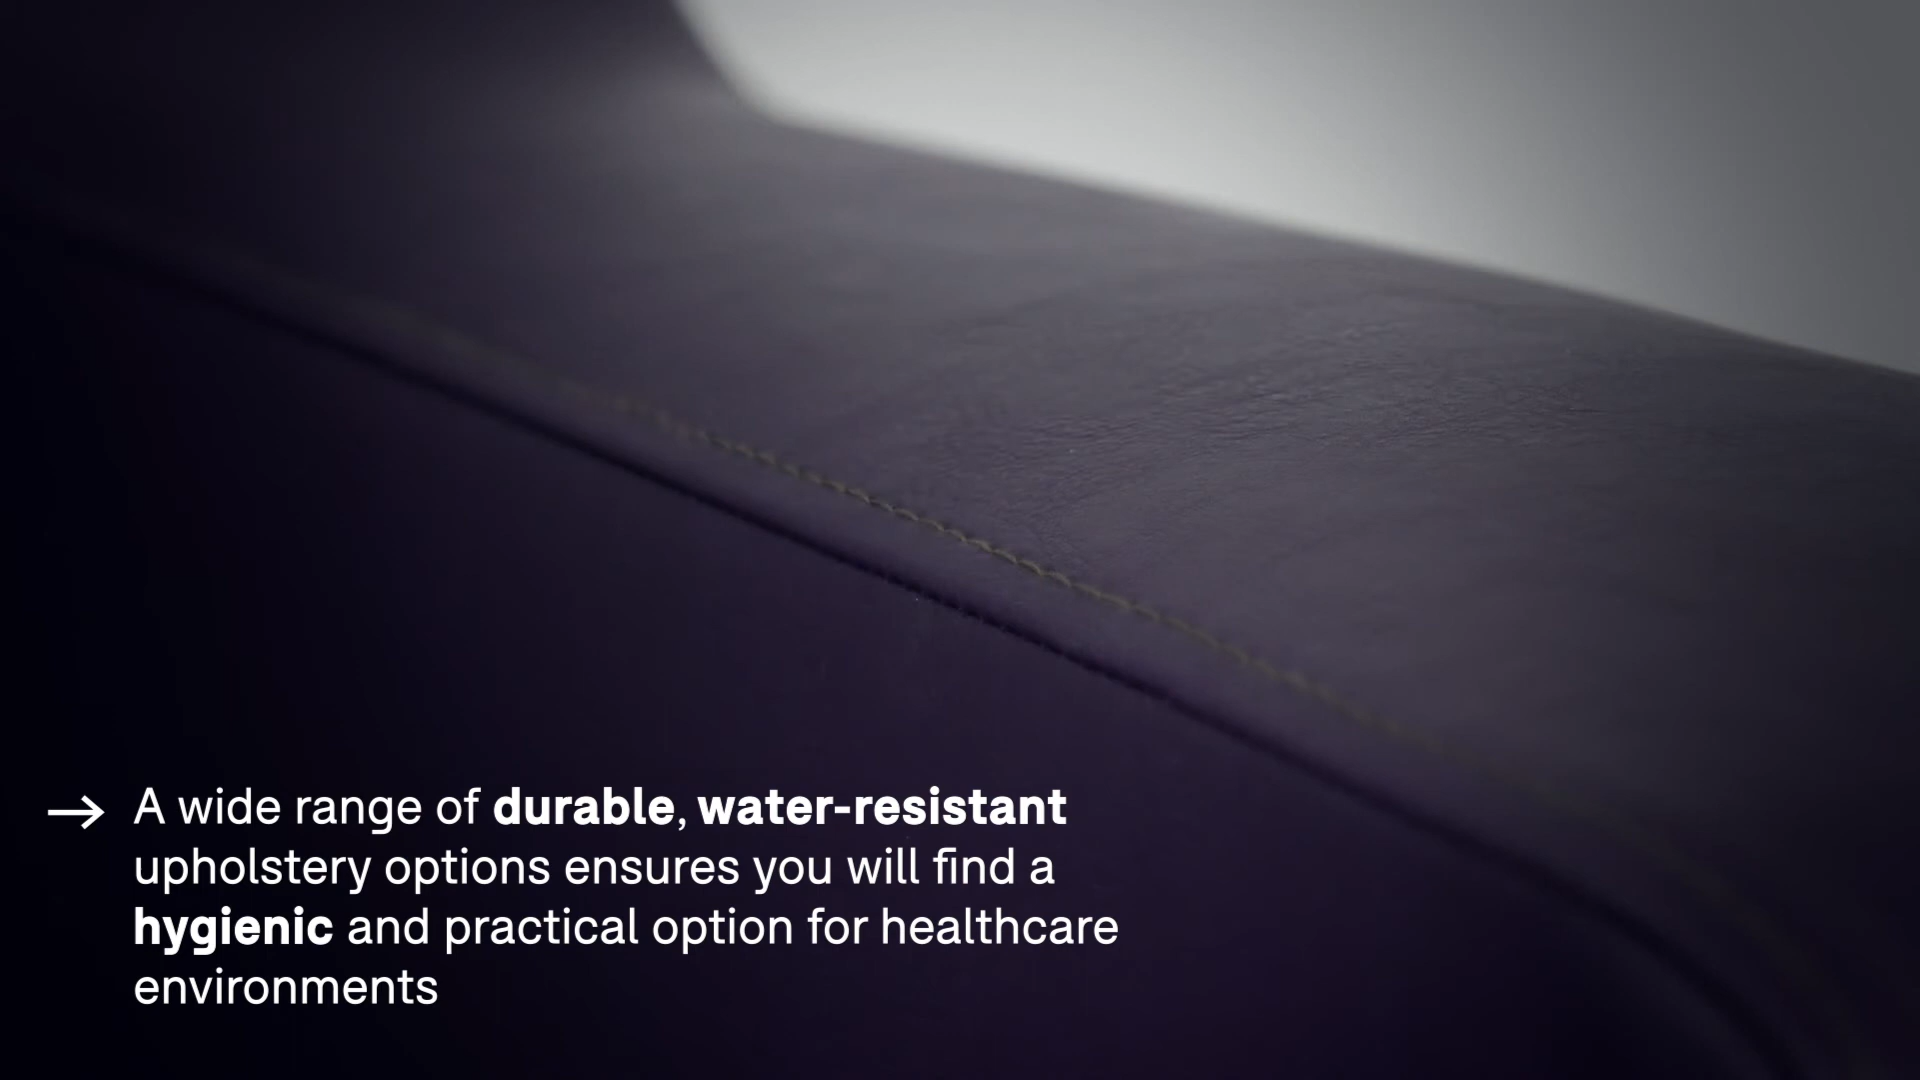 → A wide range of durable, water-resistant
upholstery options ensures you will find a
hygienic and practical option for healthcare
environments